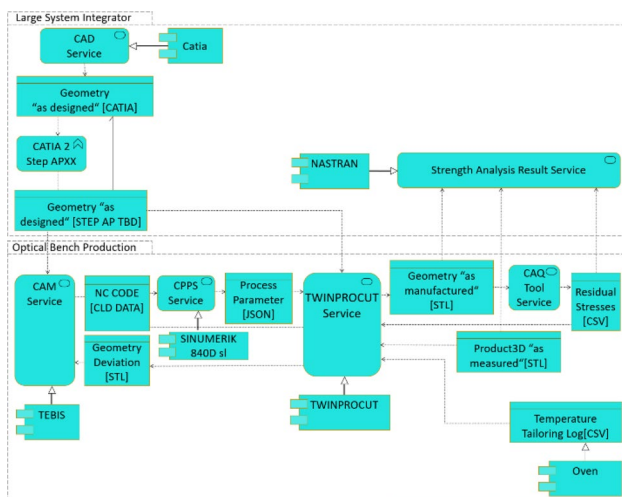 Large System Integrator
CAD
Service
Catia
Geometry
“as designed“ [CATIA]
CATIA 2
Step APXX
NASTRAN
Strength Analysis Result Service
Geometry “as
designed“ [STEP AP TBD]
Optical Bench Production
CAM
Service
NC CODE
[CLD DATA]
CPPS
Service
Process
Parameter
[JSON]
TWINPROCUT
Service
Geometry “as
manufactured“
[STL]
CAQ
Tool
Service
Residual
Stresses
[CSV]
Geometry
Deviation
[STL]
SINUMERIK
840D sl
Product3D “as
measured“[STL]
TEBIS
TWINPROCUT
Temperature
Tailoring Log[CSV]
Oven